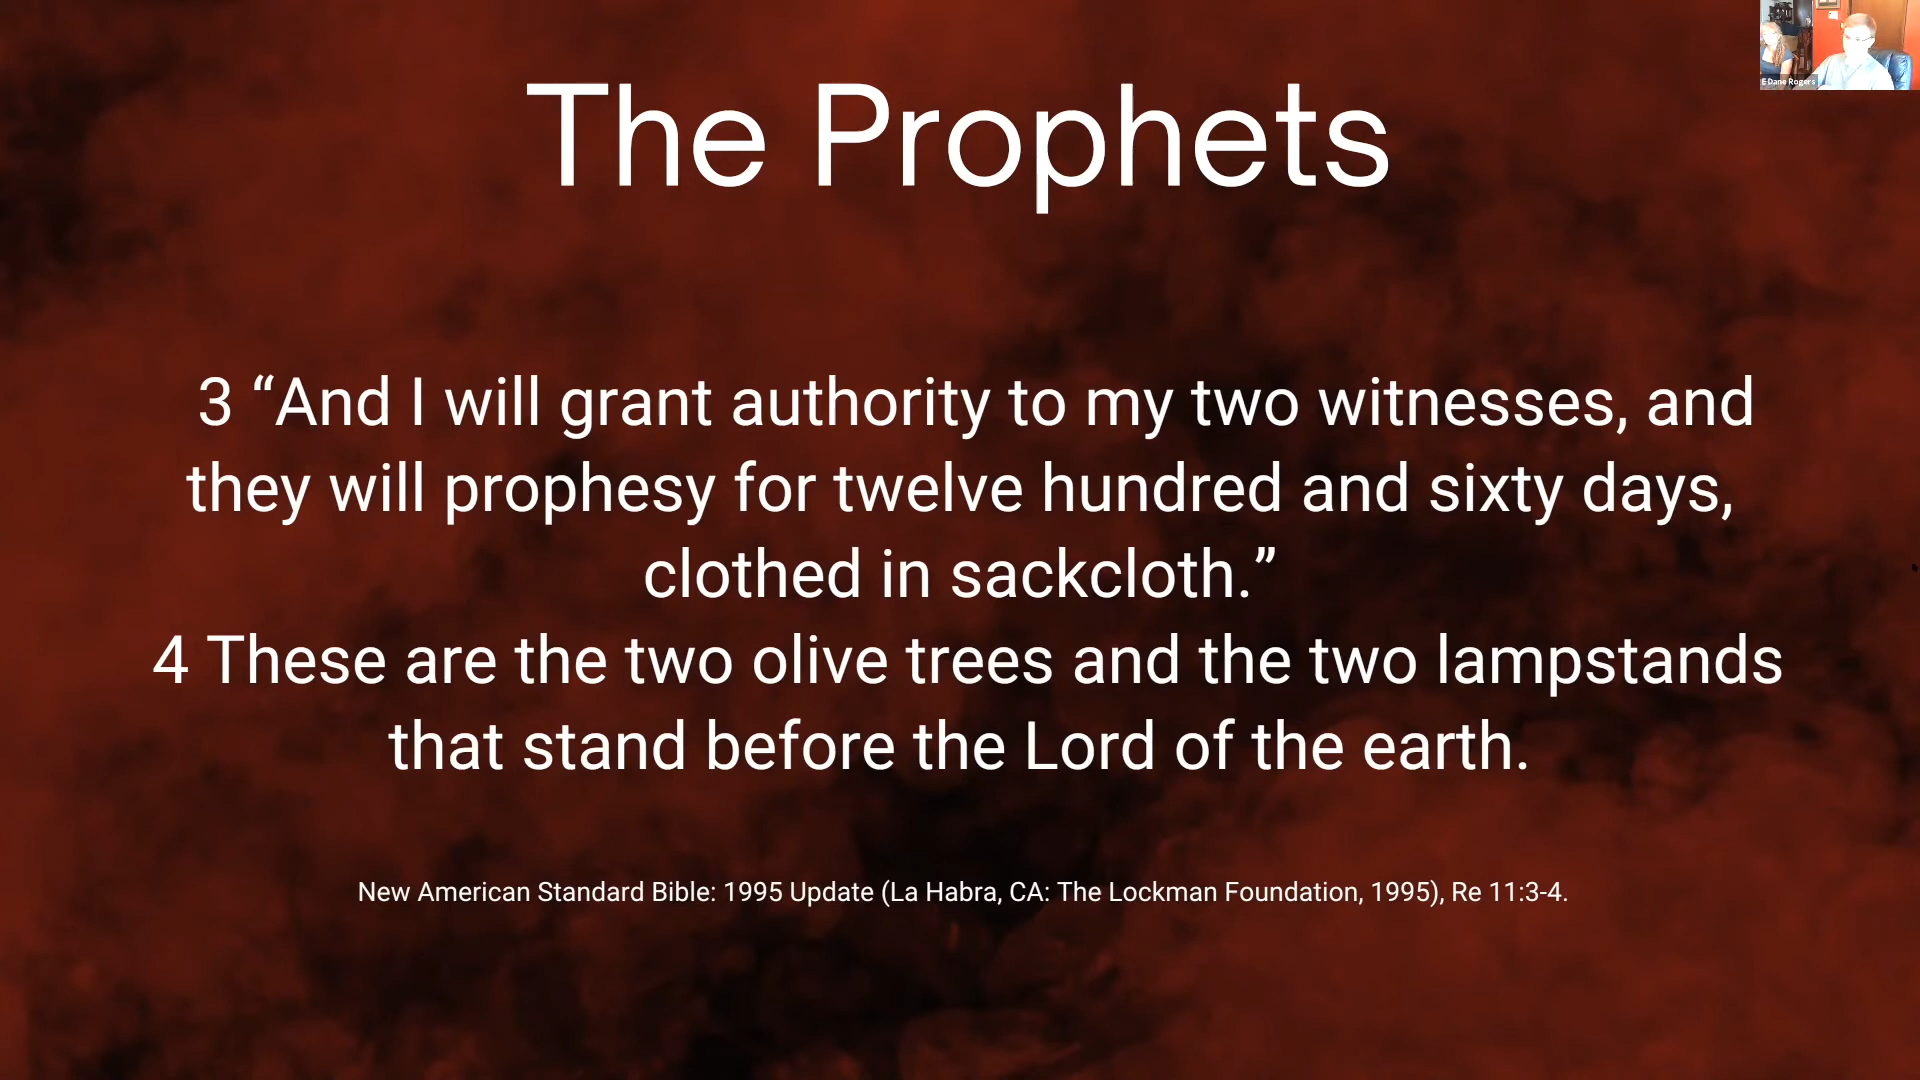 E Dane Rogers
The Prophets
3 “And I will grant authority to my two witnesses, and
they will prophesy for twelve hundred and sixty days,
clothed in sackcloth.”
4 These are the two olive trees and the two lampstands
that stand before the Lord of the earth.
New American Standard Bible: 1995 Update (La Habra, CA: The Lockman Foundation, 1995), Re 11:3-4.